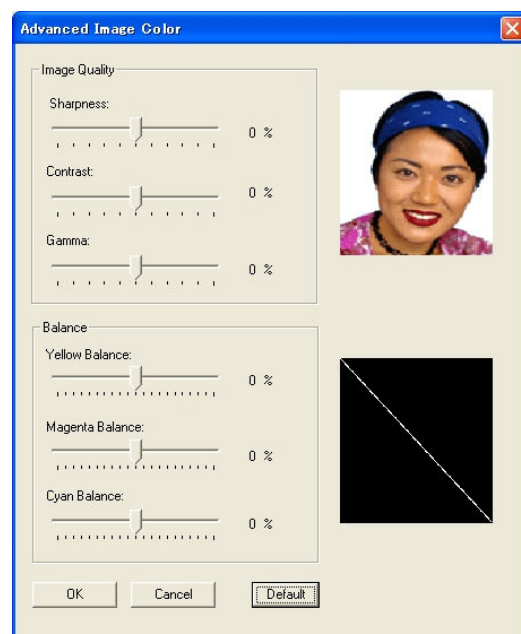 Advanced Image Color
Image Quality
Sharpness:
0 %
Contrast:
0 %
Gamma:
0 %
Balance
Yellow Balance:
0 %
Magenta Balance:
0 %
Cyan Balance:
0 %
OK Cancel Default